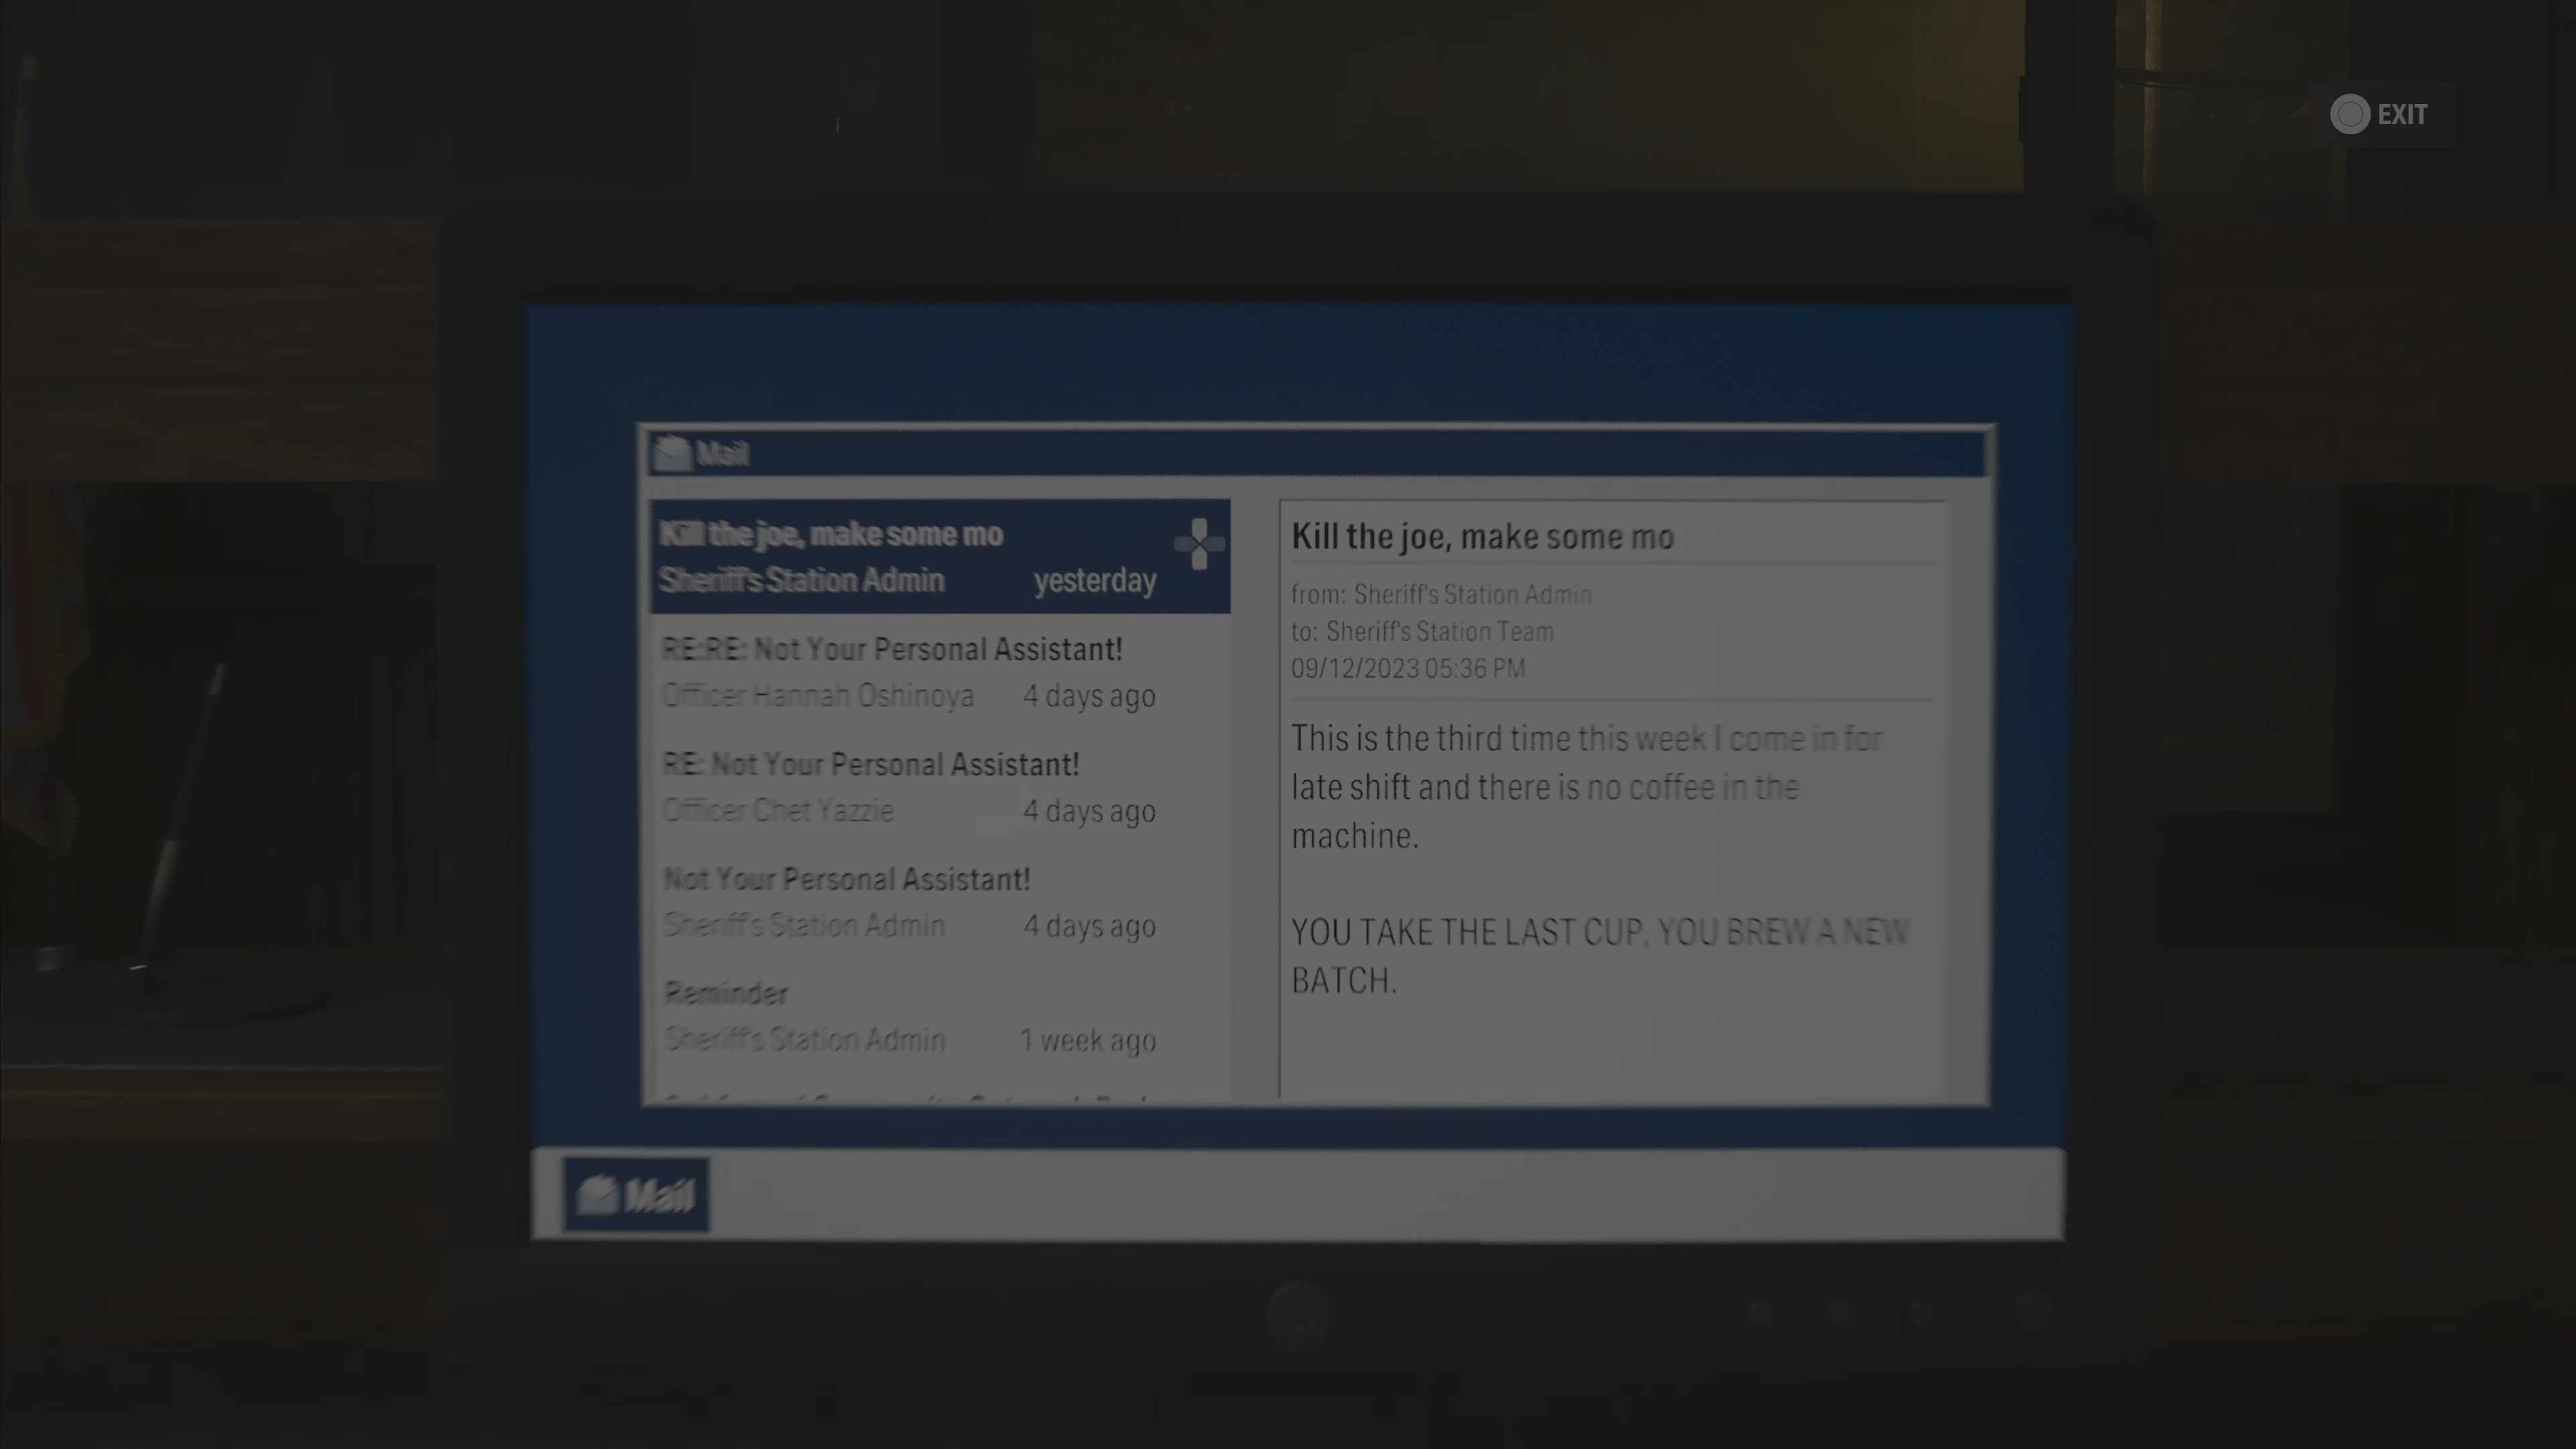 EXIT
Mail
Kill the joe, make some mo
Sheriff's Station Admin yesterday
RE:RE: Not Your Personal Assistant!
Officer Hannah Oshinoya 4 days ago
RE: Not Your Personal Assistant!
Officer Chet Yazzie 4 days ago
Not Your Personal Assistant!
Sheriff's Station Admin 4 days ago
Reminder
Sheriff's Station Admin 1 week ago
Kill the joe, make some mo
from: Sheriff's Station Admin
to: Sheriff's Station Team
09/12/2023 05:36 PM
This is the third time this week I come in for
late shift and there is no coffee in the
machine.
YOU TAKE THE LAST CUP, YOU BREW A NEW
BATCH.
Mail